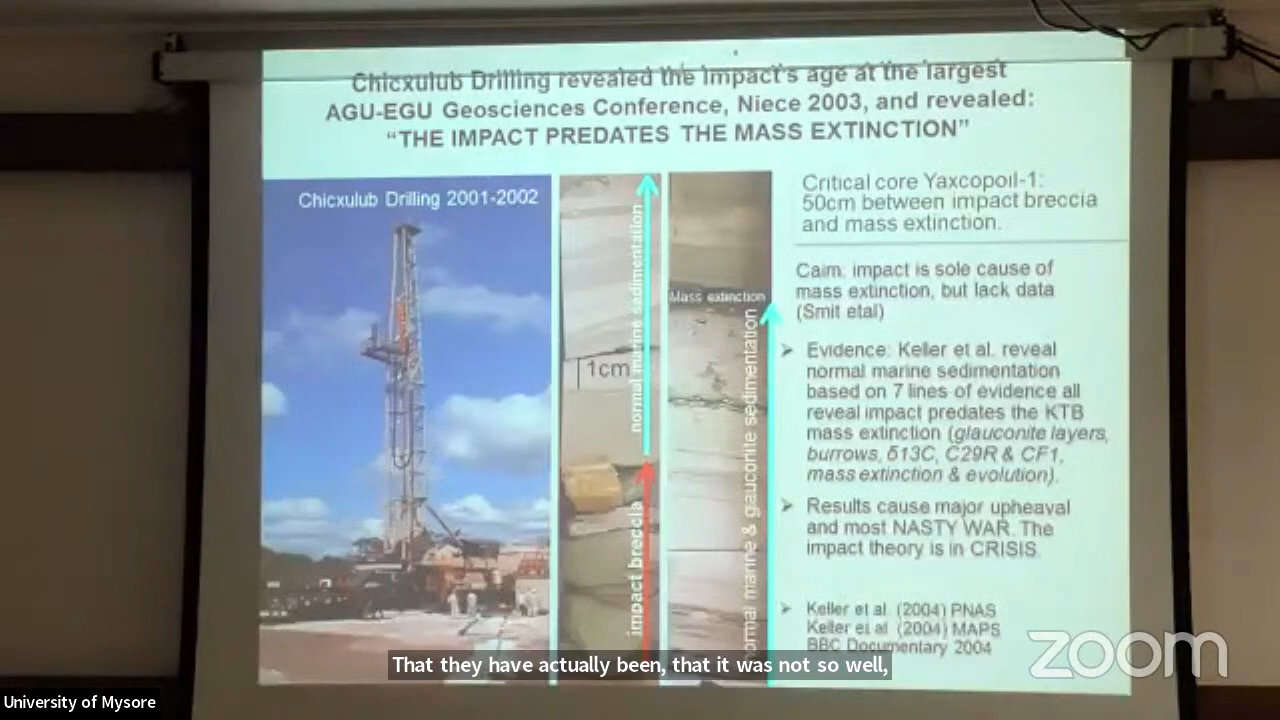 Chicxulub Drilling revealed the Impact's age at the largest
AGU-EGU Geosciences Conference, Niece 2003, and revealed:
“THE IMPACT PREDATES THE MASS EXTINCTION”
Chicxulub Drilling 2001-2002
normal marine sedimentation
1cm
impact breccia
Mass extinction
normal marine & glauconite sedimentation
Critical core Yaxcopoil-1:
50cm between impact breccia
and mass extinction.
Caim: impact is sole cause of
mass extinction, but lack data
(Smit etal)
➢ Evidence: Keller et al. reveal
normal marine sedimentation
based on 7 lines of evidence all
reveal impact predates the KTB
mass extinction (glauconite layers,
burrows, δ13C, C29R & CF1,
mass extinction & evolution).
➢ Results cause major upheaval
and most NASTY WAR. The
impact theory is in CRISIS.
➢ Keller et al. (2004) PNAS
Keller et al. (2004) MAPS
BBC Documentary 2004
zoom
That they have actually been, that it was not so well,
University of Mysore